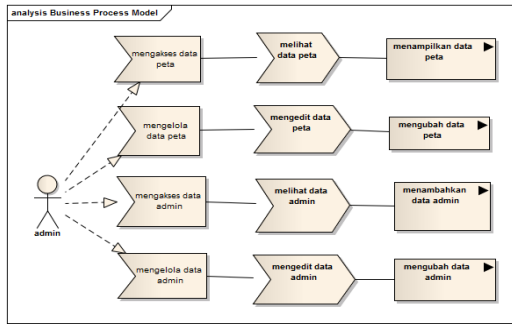 analysis Business Process Model
mengakses data
peta
melihat
data peta
menampilkan data
peta
mengelola
data peta
mengedit data
peta
mengubah data
peta
mengakses data
admin
melihat data
admin
menambahkan
data admin
admin
mengelola data
admin
mengedit data
admin
mengubah data
admin